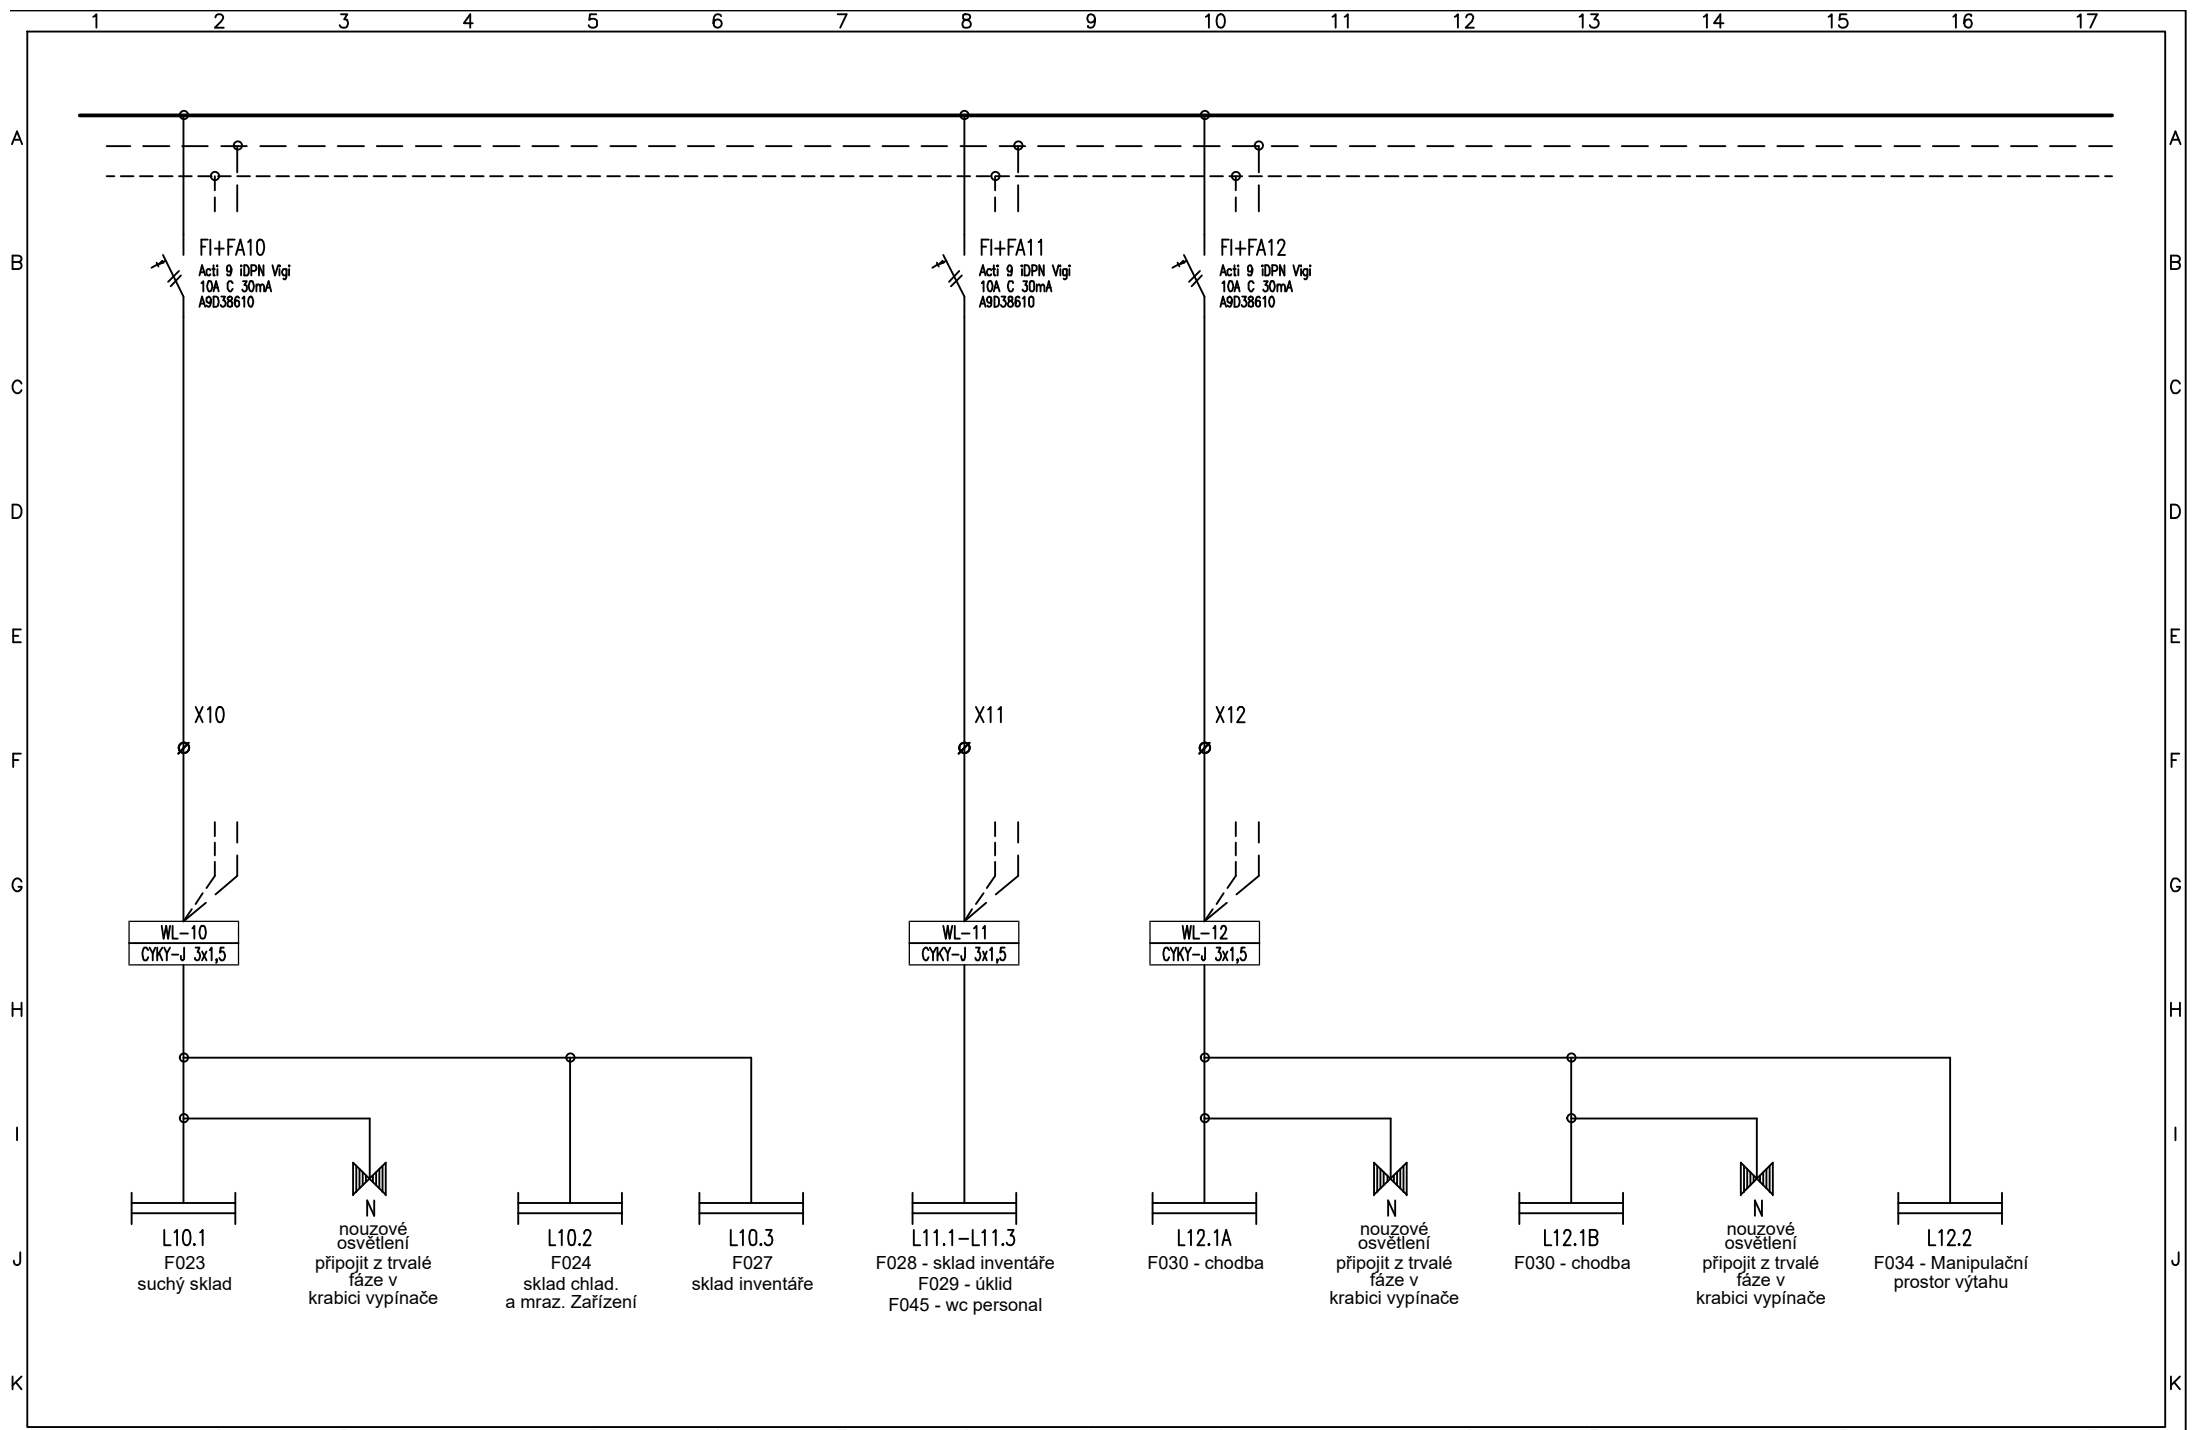 1 2 3 4 5 6 7 8 9 10 11 12 13 14 15 16 17
A A
FI+FA10 FI+FA11 FI+FA12
B B
Acti 9 iDPN Vigi Acti 9 iDPN Vigi Acti 9 iDPN Vigi
10A C 30mA 10A C 30mA 10A C 30mA
A9D38610 A9D38610 A9D38610
C C
D D
E E
X10 X11 X12
F F
G G
WL-10 WL-11 WL-12
CYKY-J 3x1,5 CYKY-J 3x1,5 CYKY-J 3x1,5
H H
I I
L10.1
F023
suchý sklad
N
nouzové
osvětlení
připojit z trvalé
fáze v
krabici vypínače
L10.2
F024
sklad chlad.
a mraz. Zařízení
L10.3
F027
sklad inventáře
L11.1-L11.3
F028 - sklad inventáře
F029 - úklid
F045 - wc personal
L12.1A
F030 - chodba
N
nouzové
osvětlení
připojit z trvalé
fáze v
krabici vypínače
L12.1B
F030 - chodba
N
nouzové
osvětlení
připojit z trvalé
fáze v
krabici vypínače
L12.2
F034 - Manipulační
prostor výtahu
J J
K K